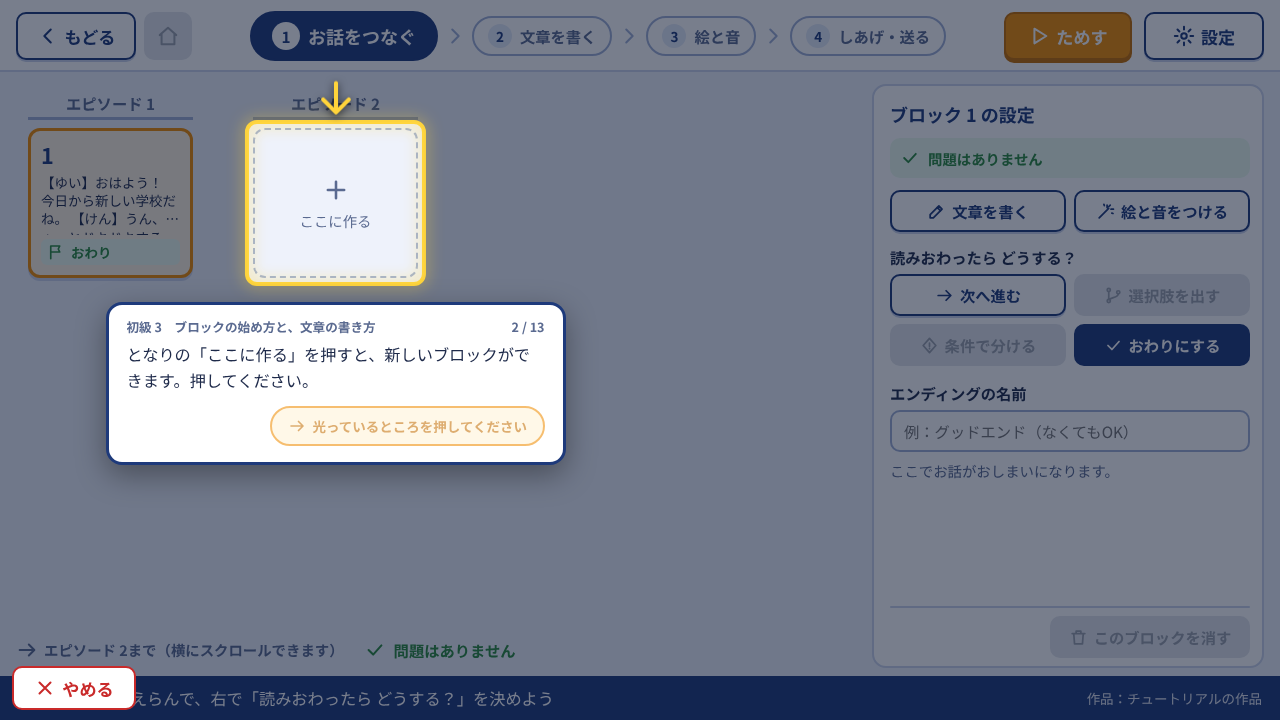 もどる
1 お話をつなぐ
2 文章を書く
3 絵と音
4 しあげ・送る
ためす
設定
エピソード 1
1
【ゆい】おはよう！
今日から新しい学校だ
ね。【けん】うん、…
おわり
ここに作る
初級 3 ブロックの始め方と、文章の書き方
2 / 13
となりの「ここに作る」を押すと、新しいブロックがで
きます。押してください。
光っているところを押してください
ブロック 1 の設定
問題はありません
文章を書く
絵と音をつける
読みおわったら どうする？
次へ進む
選択肢を出す
条件で分ける
おわりにする
エンディングの名前
例：グッドエンド（なくてもOK）
ここでお話がおしまいになります。
このブロックを消す
エピソード 2まで（横にスクロールできます）
問題はありません
やめる
えらんで、右で「読みおわったら どうする？」を決めよう
作品：チュートリアルの作品